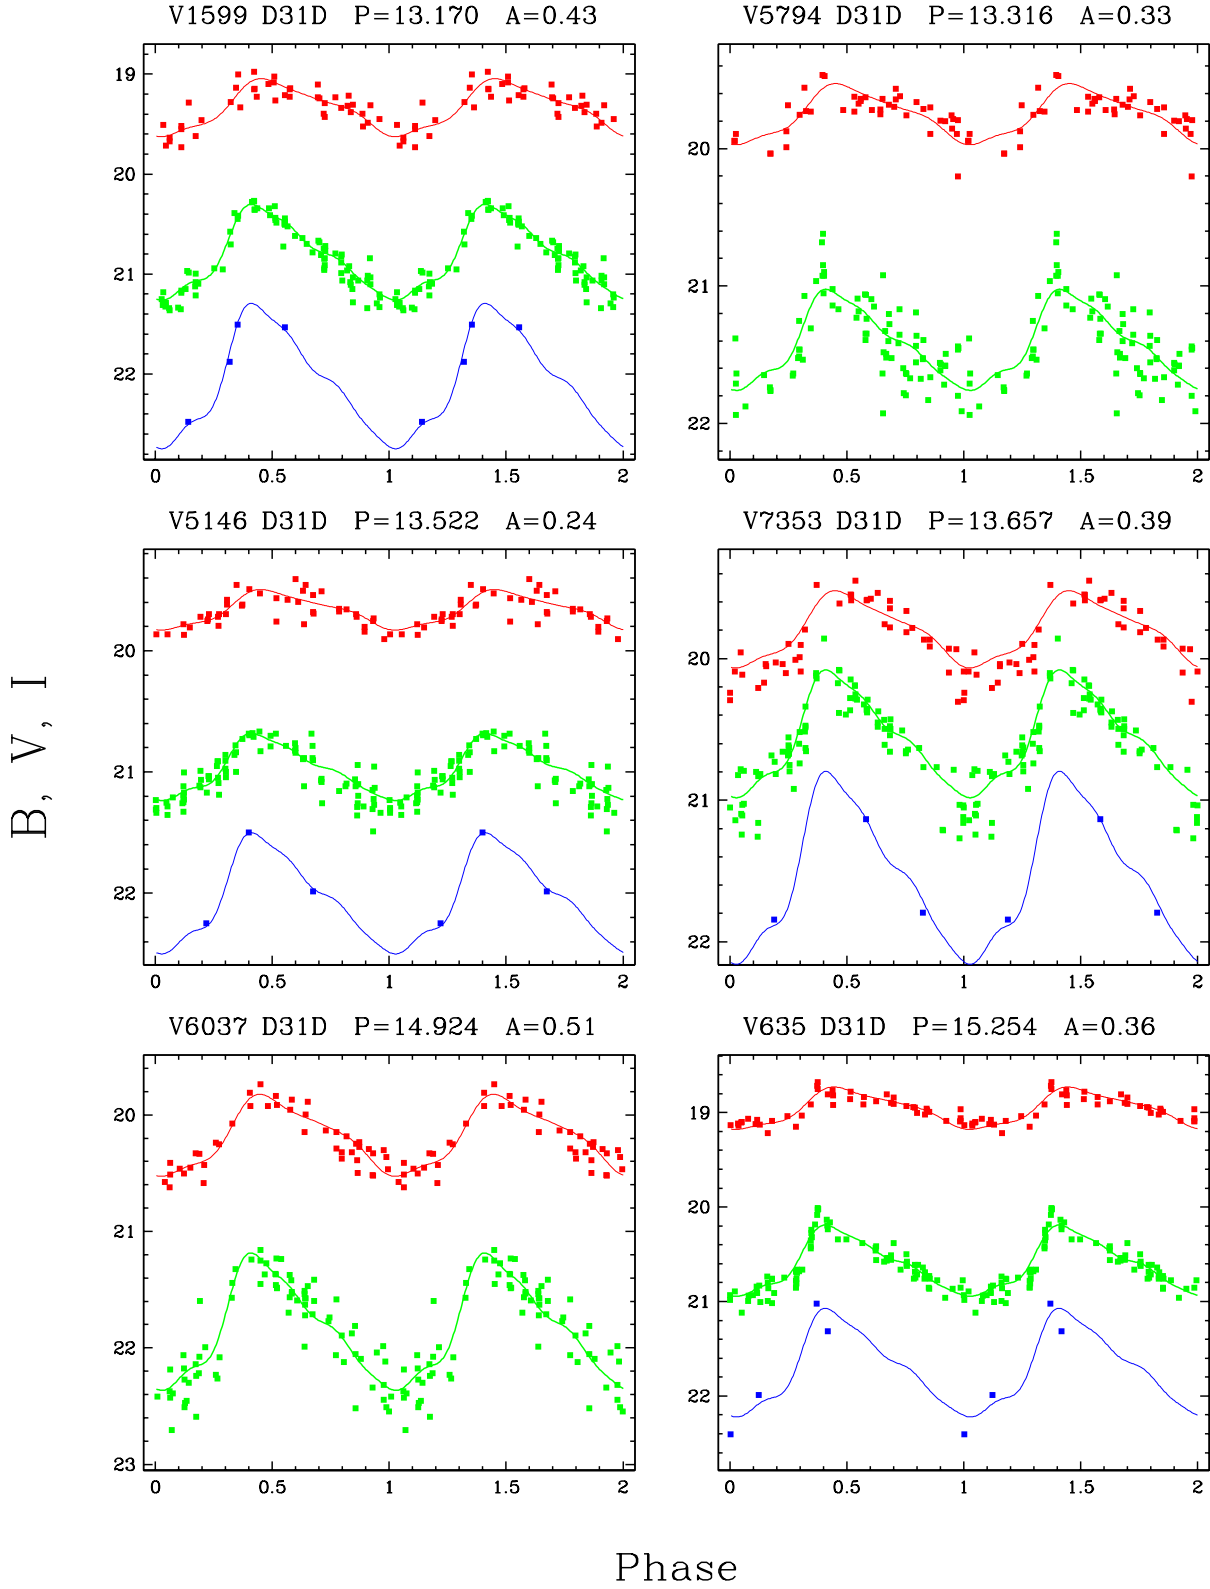 V1599 D31D P=13.170 A=0.43
V5794 D31D P=13.316 A=0.33
19
20
21
22
0 0.5 1 1.5 2
20
21
22
0 0.5 1 1.5 2
V5146 D31D P=13.522 A=0.24
V7353 D31D P=13.657 A=0.39
20
21
22
0 0.5 1 1.5 2
20
21
22
0 0.5 1 1.5 2
B, V, I
V6037 D31D P=14.924 A=0.51
V635 D31D P=15.254 A=0.36
20
21
22
23
0 0.5 1 1.5 2
19
20
21
22
0 0.5 1 1.5 2
Phase